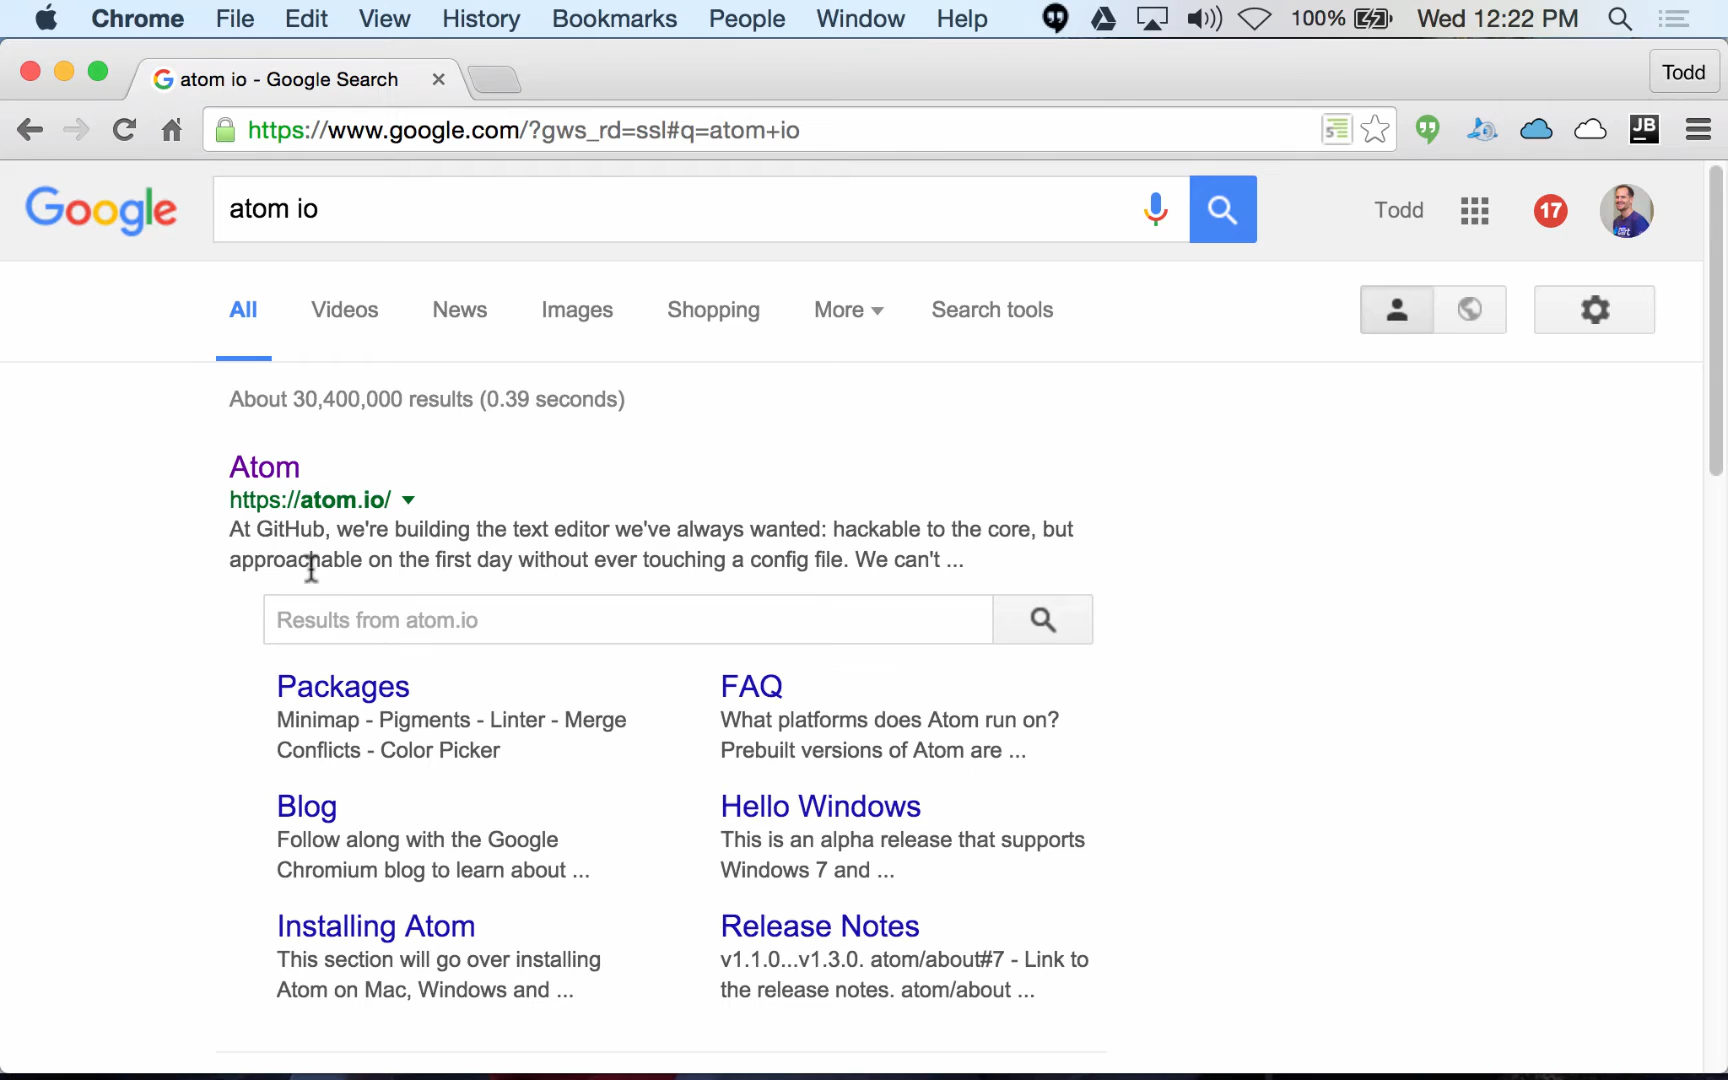 Chrome File Edit View History Bookmarks People Window Help 100% Wed 12:22 PM
atom io - Google Search Todd
https://www.google.com/?gws_rd=ssl#q=atom+io JB
Google atom io Todd 17
All Videos News Images Shopping More Search tools
About 30,400,000 results (0.39 seconds)
Atom
https://atom.io/
At GitHub, we're building the text editor we've always wanted: hackable to the core, but
approachable on the first day without ever touching a config file. We can't ...
Results from atom.io
Packages
Minimap - Pigments - Linter - Merge
Conflicts - Color Picker
FAQ
What platforms does Atom run on?
Prebuilt versions of Atom are ...
Blog
Follow along with the Google
Chromium blog to learn about ...
Hello Windows
This is an alpha release that supports
Windows 7 and ...
Installing Atom
This section will go over installing
Atom on Mac, Windows and ...
Release Notes
v1.1.0...v1.3.0. atom/about#7 - Link to
the release notes. atom/about ...